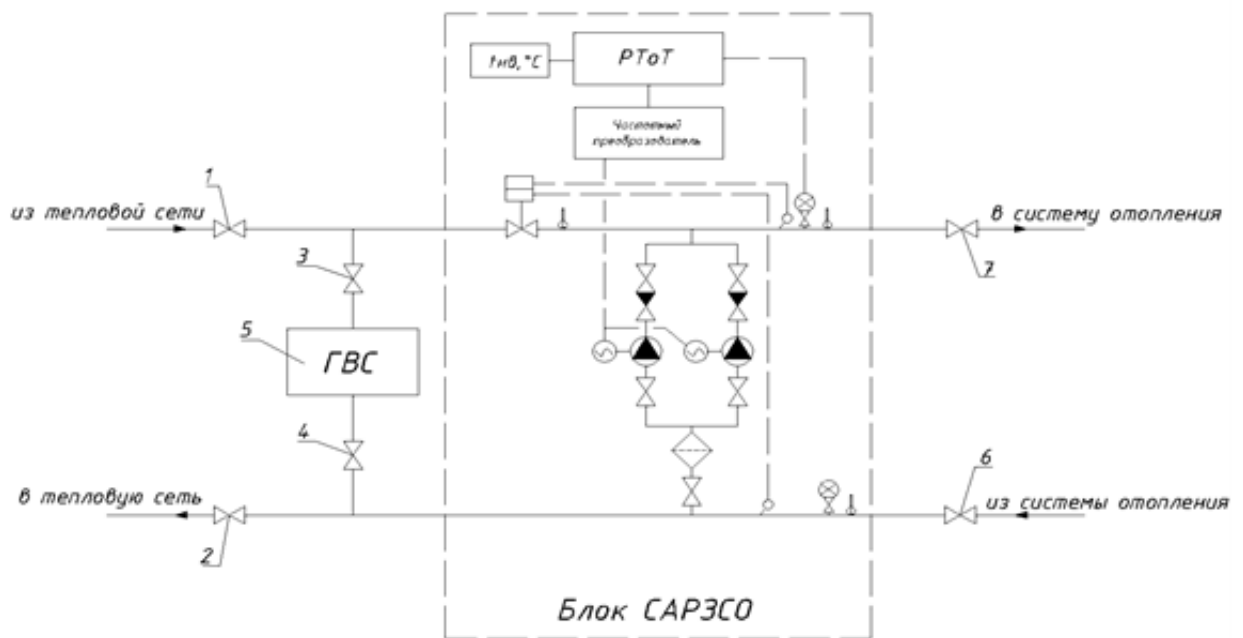 tнв,°C
РТоТ
Частотный
преобразователь
1
из тепловой сети
в систему отопления
3
7
5
ГВС
4
в тепловую сеть
6
из системы отопления
2
Блок САРЗСО